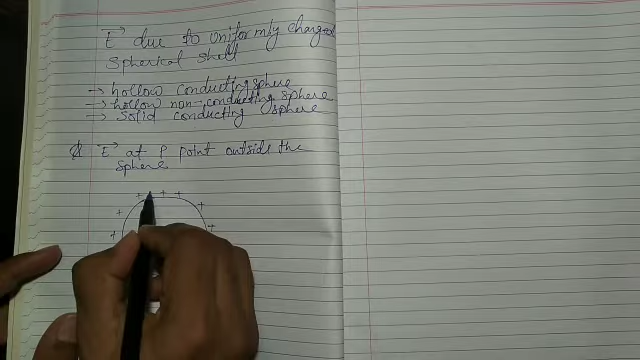 E→ due to uniformly charged
spherical shell
→ hollow conducting sphere
→ hollow non-conducting sphere
→ solid conducting sphere
Q E→ at P point outside the
sphere
+ + + +
+ +
+ +